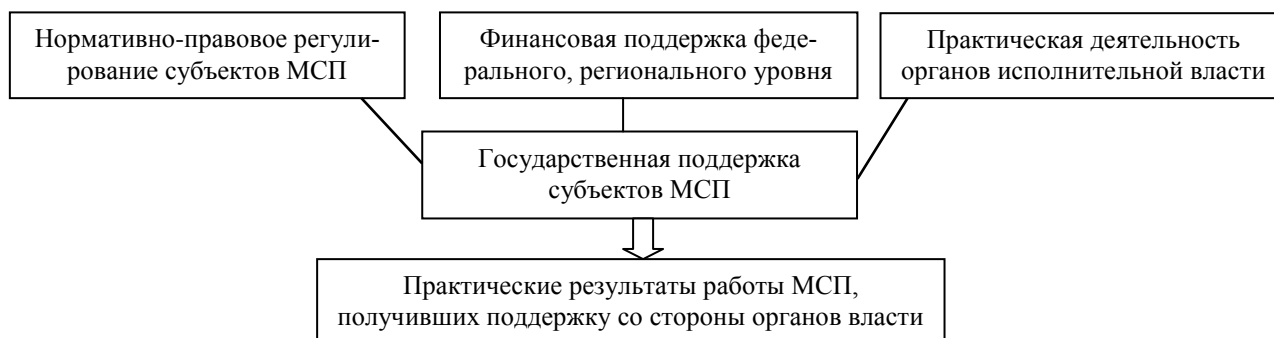 Нормативно-правовое регули-
рование субъектов МСП
Финансовая поддержка феде-
рального, регионального уровня
Практическая деятельность
органов исполнительной власти
Государственная поддержка
субъектов МСП
Практические результаты работы МСП,
получивших поддержку со стороны органов власти